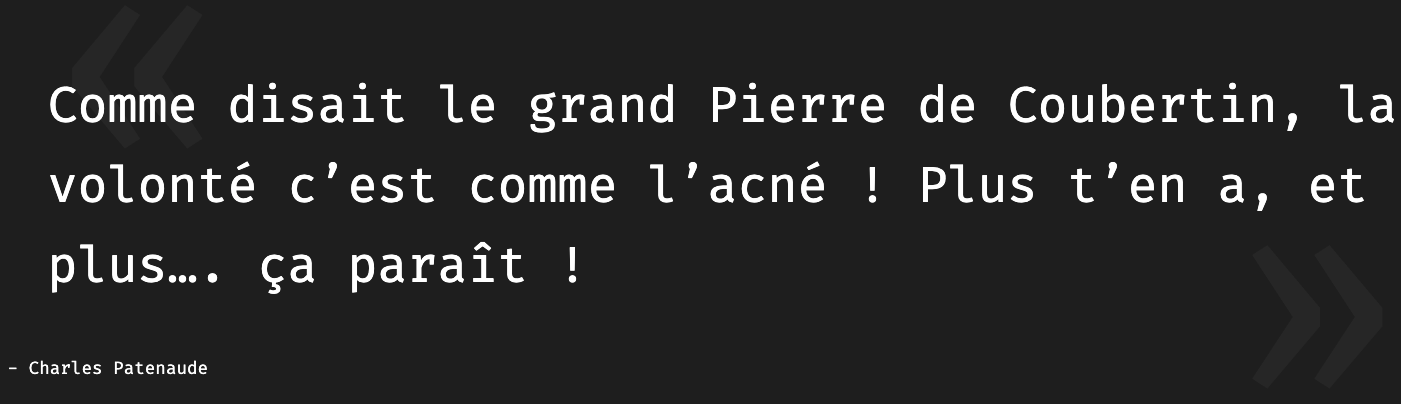 Comme disait le grand Pierre de Coubertin, la
volonté c’est comme l’acné ! Plus t’en a, et
plus…. ça paraît !
– Charles Patenaude